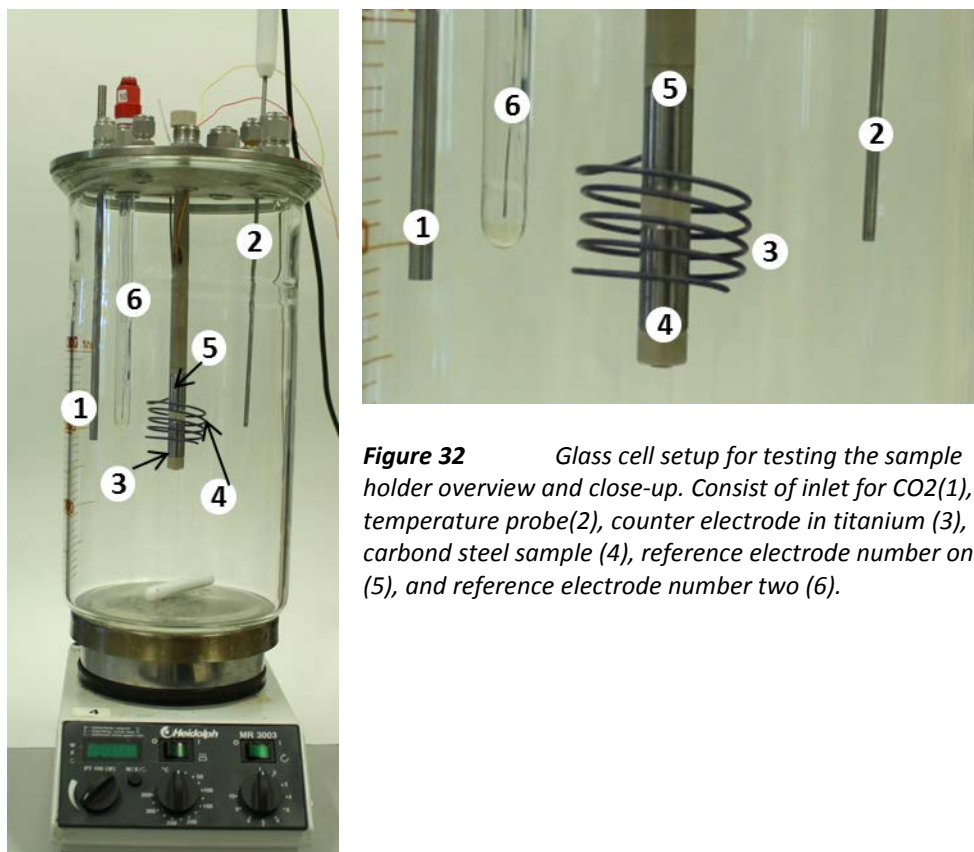 6
2
6
5
1
4
3
5
6
2
1
3
4
Figure 32 Glass cell setup for testing the sample
holder overview and close-up. Consist of inlet for CO2(1),
temperature probe(2), counter electrode in titanium (3),
carbond steel sample (4), reference electrode number on
(5), and reference electrode number two (6).
4
Heidolph MR 3003